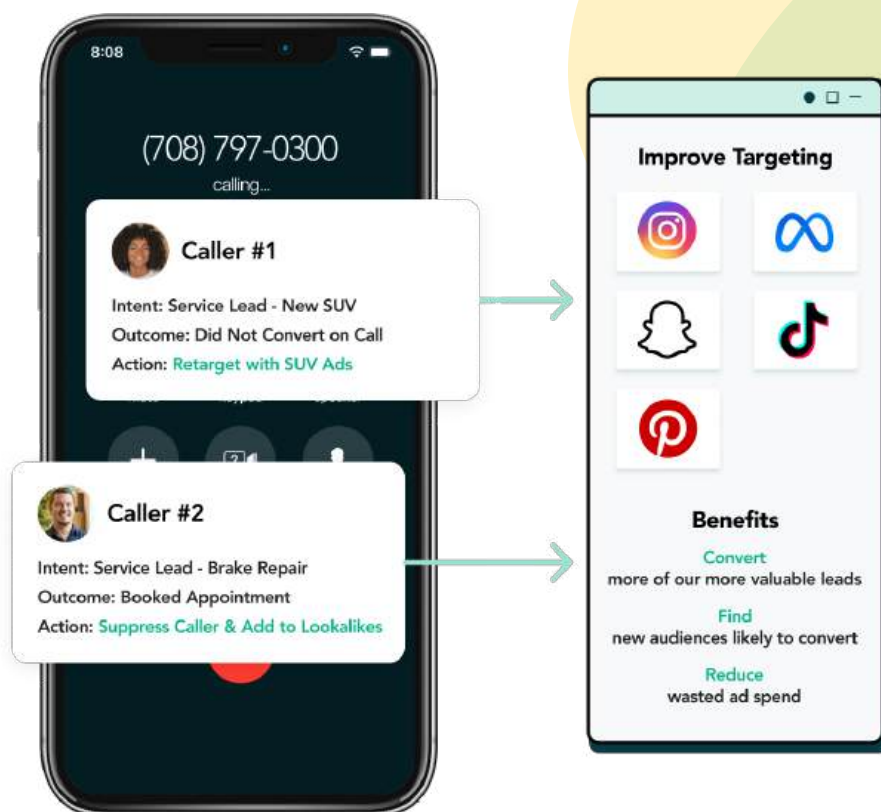 8:08
(708) 797-0300
calling...
Caller #1
Intent: Service Lead - New SUV
Outcome: Did Not Convert on Call
Action: Retarget with SUV Ads
Caller #2
Intent: Service Lead - Brake Repair
Outcome: Booked Appointment
Action: Suppress Caller & Add to Lookalikes
Improve Targeting
Benefits
Convert
more of our more valuable leads
Find
new audiences likely to convert
Reduce
wasted ad spend